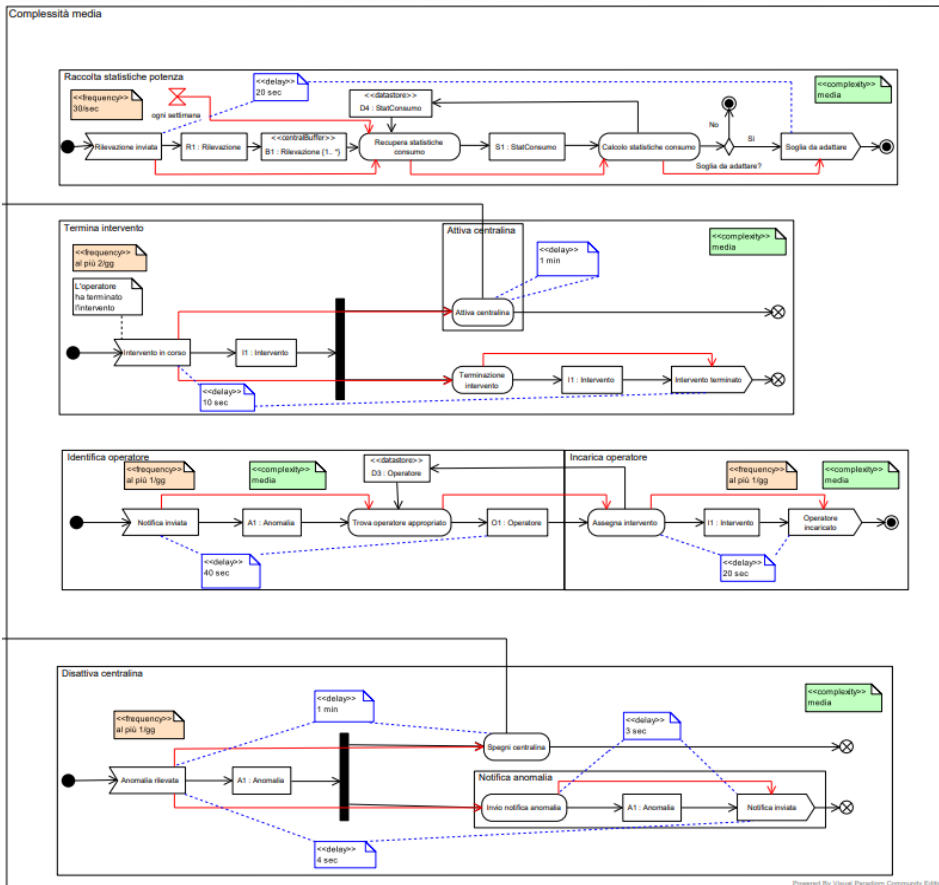 Complessità media
Raccolta statistiche potenza
<<frequency>>
30/sec
ogni settimana
<<delay>>
20 sec
<<datastore>>
D4 : StatConsumo
<<complexity>>
media
Rilevazione inviata
R1 : Rilevazione
<<centralBuffer>>
B1 : Rilevazione {1.. *}
Recupera statistiche
consumo
S1 : StatConsumo
Calcolo statistiche consumo
No
Sì
Soglia da adattare?
Soglia da adattare
Termina intervento
<<frequency>>
al più 2/gg
L'operatore
ha terminato
l'intervento
Attiva centralina
<<delay>>
1 min
<<complexity>>
media
Attiva centralina
Intervento in corso
I1 : Intervento
<<delay>>
10 sec
Terminazione
intervento
I1 : Intervento
Intervento terminato
Identifica operatore
<<frequency>>
al più 1/gg
<<complexity>>
media
<<datastore>>
D3 : Operatore
Incarica operatore
<<frequency>>
al più 1/gg
<<complexity>>
media
Notifica inviata
A1 : Anomalia
Trova operatore appropriato
O1 : Operatore
Assegna intervento
I1 : Intervento
Operatore
incaricato
<<delay>>
40 sec
<<delay>>
20 sec
Disattiva centralina
<<frequency>>
al più 1/gg
<<delay>>
1 min
<<delay>>
3 sec
<<complexity>>
media
Spegni centralina
Anomalia rilevata
A1 : Anomalia
Notifica anomalia
Invio notifica anomalia
A1 : Anomalia
Notifica inviata
<<delay>>
4 sec
Powered By Visual Paradigm Community Editi